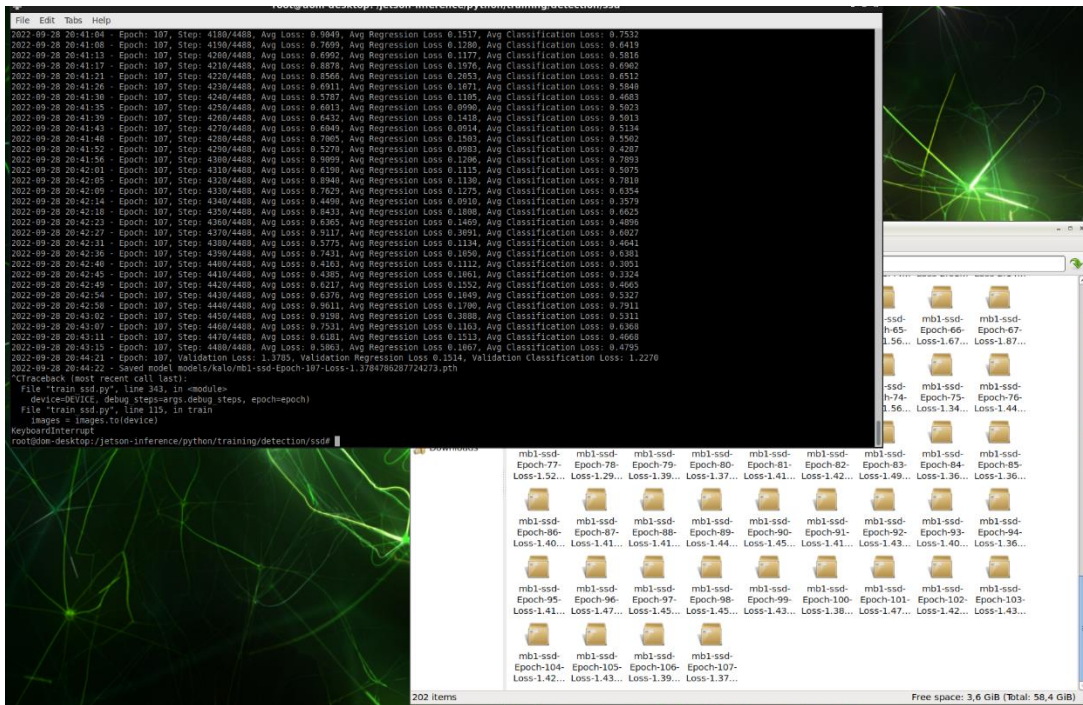 root@dom-desktop: /jetson-inference/python/training/detection/ssd
File Edit Tabs Help
2022-09-28 20:41:04 - Epoch: 107, Step: 4180/4488, Avg Loss: 0.9049, Avg Regression Loss 0.1517, Avg Classification Loss: 0.7532
2022-09-28 20:41:08 - Epoch: 107, Step: 4190/4488, Avg Loss: 0.7699, Avg Regression Loss 0.1280, Avg Classification Loss: 0.6419
2022-09-28 20:41:13 - Epoch: 107, Step: 4200/4488, Avg Loss: 0.6992, Avg Regression Loss 0.1177, Avg Classification Loss: 0.5816
2022-09-28 20:41:17 - Epoch: 107, Step: 4210/4488, Avg Loss: 0.8878, Avg Regression Loss 0.1976, Avg Classification Loss: 0.6902
2022-09-28 20:41:21 - Epoch: 107, Step: 4220/4488, Avg Loss: 0.8566, Avg Regression Loss 0.2053, Avg Classification Loss: 0.6512
2022-09-28 20:41:26 - Epoch: 107, Step: 4230/4488, Avg Loss: 0.6911, Avg Regression Loss 0.1071, Avg Classification Loss: 0.5840
2022-09-28 20:41:30 - Epoch: 107, Step: 4240/4488, Avg Loss: 0.5787, Avg Regression Loss 0.1105, Avg Classification Loss: 0.4683
2022-09-28 20:41:35 - Epoch: 107, Step: 4250/4488, Avg Loss: 0.6013, Avg Regression Loss 0.0990, Avg Classification Loss: 0.5023
2022-09-28 20:41:39 - Epoch: 107, Step: 4260/4488, Avg Loss: 0.6432, Avg Regression Loss 0.1418, Avg Classification Loss: 0.5013
2022-09-28 20:41:43 - Epoch: 107, Step: 4270/4488, Avg Loss: 0.6049, Avg Regression Loss 0.0914, Avg Classification Loss: 0.5134
2022-09-28 20:41:48 - Epoch: 107, Step: 4280/4488, Avg Loss: 0.7005, Avg Regression Loss 0.1503, Avg Classification Loss: 0.5502
2022-09-28 20:41:52 - Epoch: 107, Step: 4290/4488, Avg Loss: 0.5270, Avg Regression Loss 0.0983, Avg Classification Loss: 0.4287
2022-09-28 20:41:56 - Epoch: 107, Step: 4300/4488, Avg Loss: 0.9099, Avg Regression Loss 0.1206, Avg Classification Loss: 0.7893
2022-09-28 20:42:01 - Epoch: 107, Step: 4310/4488, Avg Loss: 0.6190, Avg Regression Loss 0.1115, Avg Classification Loss: 0.5075
2022-09-28 20:42:05 - Epoch: 107, Step: 4320/4488, Avg Loss: 0.8940, Avg Regression Loss 0.1130, Avg Classification Loss: 0.7810
2022-09-28 20:42:09 - Epoch: 107, Step: 4330/4488, Avg Loss: 0.7629, Avg Regression Loss 0.1275, Avg Classification Loss: 0.6354
2022-09-28 20:42:14 - Epoch: 107, Step: 4340/4488, Avg Loss: 0.4490, Avg Regression Loss 0.0910, Avg Classification Loss: 0.3579
2022-09-28 20:42:18 - Epoch: 107, Step: 4350/4488, Avg Loss: 0.8433, Avg Regression Loss 0.1808, Avg Classification Loss: 0.6625
2022-09-28 20:42:23 - Epoch: 107, Step: 4360/4488, Avg Loss: 0.6365, Avg Regression Loss 0.1469, Avg Classification Loss: 0.4896
2022-09-28 20:42:27 - Epoch: 107, Step: 4370/4488, Avg Loss: 0.9117, Avg Regression Loss 0.3091, Avg Classification Loss: 0.6027
2022-09-28 20:42:31 - Epoch: 107, Step: 4380/4488, Avg Loss: 0.5775, Avg Regression Loss 0.1134, Avg Classification Loss: 0.4641
2022-09-28 20:42:36 - Epoch: 107, Step: 4390/4488, Avg Loss: 0.7431, Avg Regression Loss 0.1050, Avg Classification Loss: 0.6381
2022-09-28 20:42:40 - Epoch: 107, Step: 4400/4488, Avg Loss: 0.4163, Avg Regression Loss 0.1112, Avg Classification Loss: 0.3051
2022-09-28 20:42:45 - Epoch: 107, Step: 4410/4488, Avg Loss: 0.4385, Avg Regression Loss 0.1061, Avg Classification Loss: 0.3324
2022-09-28 20:42:49 - Epoch: 107, Step: 4420/4488, Avg Loss: 0.6217, Avg Regression Loss 0.1552, Avg Classification Loss: 0.4665
2022-09-28 20:42:54 - Epoch: 107, Step: 4430/4488, Avg Loss: 0.6376, Avg Regression Loss 0.1049, Avg Classification Loss: 0.5327
2022-09-28 20:42:58 - Epoch: 107, Step: 4440/4488, Avg Loss: 0.9611, Avg Regression Loss 0.1700, Avg Classification Loss: 0.7911
2022-09-28 20:43:02 - Epoch: 107, Step: 4450/4488, Avg Loss: 0.9198, Avg Regression Loss 0.3888, Avg Classification Loss: 0.5311
2022-09-28 20:43:07 - Epoch: 107, Step: 4460/4488, Avg Loss: 0.7531, Avg Regression Loss 0.1163, Avg Classification Loss: 0.6368
2022-09-28 20:43:11 - Epoch: 107, Step: 4470/4488, Avg Loss: 0.6181, Avg Regression Loss 0.1513, Avg Classification Loss: 0.4668
2022-09-28 20:43:15 - Epoch: 107, Step: 4480/4488, Avg Loss: 0.5863, Avg Regression Loss 0.1067, Avg Classification Loss: 0.4795
2022-09-28 20:44:21 - Epoch: 107, Validation Loss: 1.3785, Validation Regression Loss 0.1514, Validation Classification Loss: 1.2270
2022-09-28 20:44:22 - Saved model models/kalo/mb1-ssd-Epoch-107-Loss-1.3784786287724273.pth
^CTraceback (most recent call last):
File "train_ssd.py", line 343, in <module>
device=DEVICE, debug_steps=args.debug_steps, epoch=epoch)
File "train_ssd.py", line 115, in train
images = images.to(device)
KeyboardInterrupt
root@dom-desktop:/jetson-inference/python/training/detection/ssd#
-ssd- mb1-ssd- mb1-ssd-
h-65- Epoch-66- Epoch-67-
1.56... Loss-1.67... Loss-1.87...
-ssd- mb1-ssd- mb1-ssd-
h-74- Epoch-75- Epoch-76-
1.56... Loss-1.34... Loss-1.44...
Downloads
mb1-ssd- mb1-ssd- mb1-ssd- mb1-ssd- mb1-ssd- mb1-ssd- mb1-ssd- mb1-ssd- mb1-ssd-
Epoch-77- Epoch-78- Epoch-79- Epoch-80- Epoch-81- Epoch-82- Epoch-83- Epoch-84- Epoch-85-
Loss-1.52... Loss-1.29... Loss-1.39... Loss-1.37... Loss-1.41... Loss-1.42... Loss-1.49... Loss-1.36... Loss-1.36...
mb1-ssd- mb1-ssd- mb1-ssd- mb1-ssd- mb1-ssd- mb1-ssd- mb1-ssd- mb1-ssd- mb1-ssd-
Epoch-86- Epoch-87- Epoch-88- Epoch-89- Epoch-90- Epoch-91- Epoch-92- Epoch-93- Epoch-94-
Loss-1.40... Loss-1.41... Loss-1.41... Loss-1.44... Loss-1.45... Loss-1.41... Loss-1.43... Loss-1.40... Loss-1.36...
mb1-ssd- mb1-ssd- mb1-ssd- mb1-ssd- mb1-ssd- mb1-ssd- mb1-ssd- mb1-ssd- mb1-ssd-
Epoch-95- Epoch-96- Epoch-97- Epoch-98- Epoch-99- Epoch-100- Epoch-101- Epoch-102- Epoch-103-
Loss-1.41... Loss-1.47... Loss-1.45... Loss-1.45... Loss-1.43... Loss-1.38... Loss-1.47... Loss-1.42... Loss-1.43...
mb1-ssd- mb1-ssd- mb1-ssd- mb1-ssd-
Epoch-104- Epoch-105- Epoch-106- Epoch-107-
Loss-1.42... Loss-1.43... Loss-1.39... Loss-1.37...
202 items
Free space: 3,6 GiB (Total: 58,4 GiB)